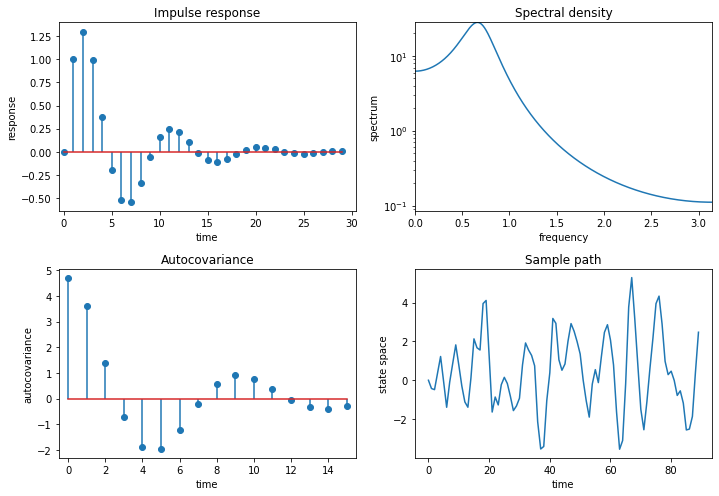 Impulse response
1.25
1.00
0.75
0.50
0.25
0.00
−0.25
−0.50
response
0 5 10 15 20 25 30
time
Spectral density
10¹
10⁰
10⁻¹
spectrum
0.0 0.5 1.0 1.5 2.0 2.5 3.0
frequency
Autocovariance
5
4
3
2
1
0
−1
−2
autocovariance
0 2 4 6 8 10 12 14
time
Sample path
4
2
0
−2
state space
0 20 40 60 80
time